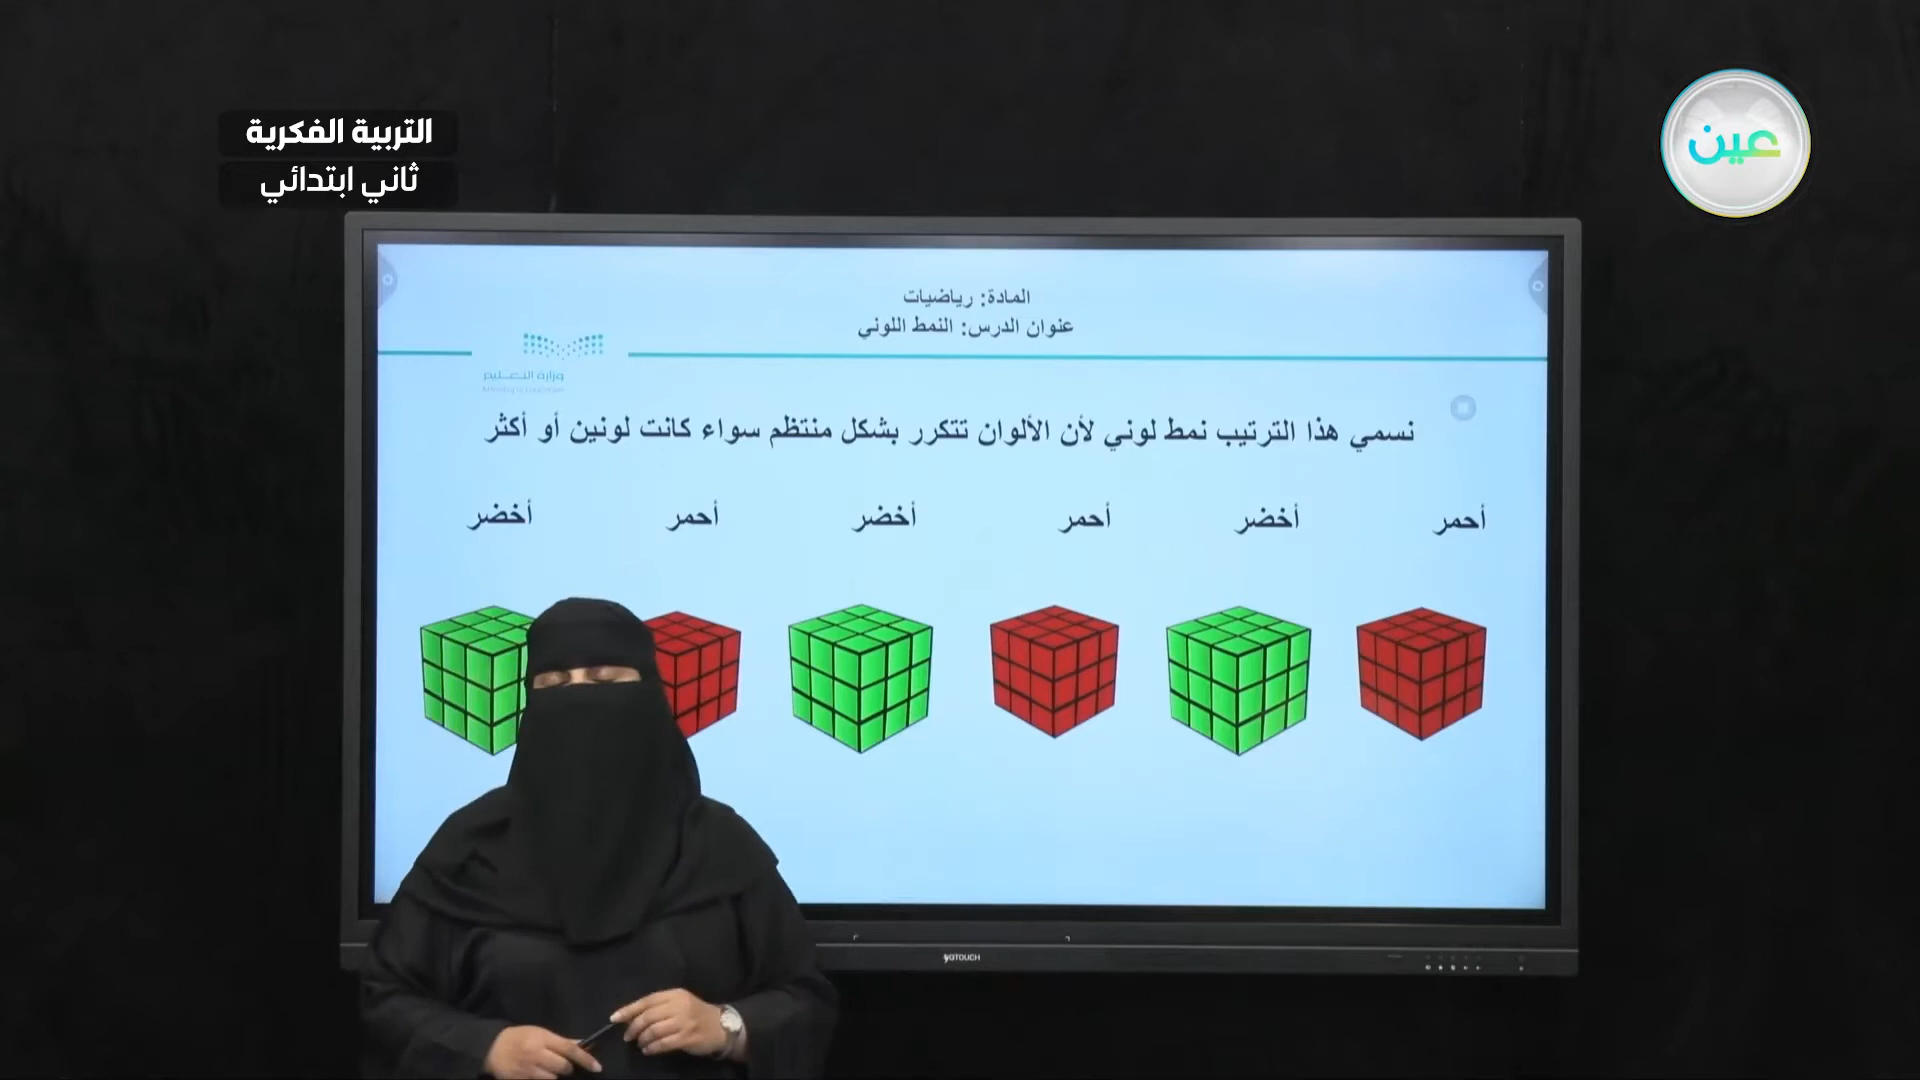 التربية الفكرية
ثاني ابتدائي
عين
المادة: رياضيات
عنوان الدرس: النمط اللوني
وزارة التعليم
نسمي هذا الترتيب نمط لوني لأن الألوان تتكرر بشكل منتظم سواء كانت لونين أو أكثر
أحمر أخضر أحمر أخضر أحمر أخضر